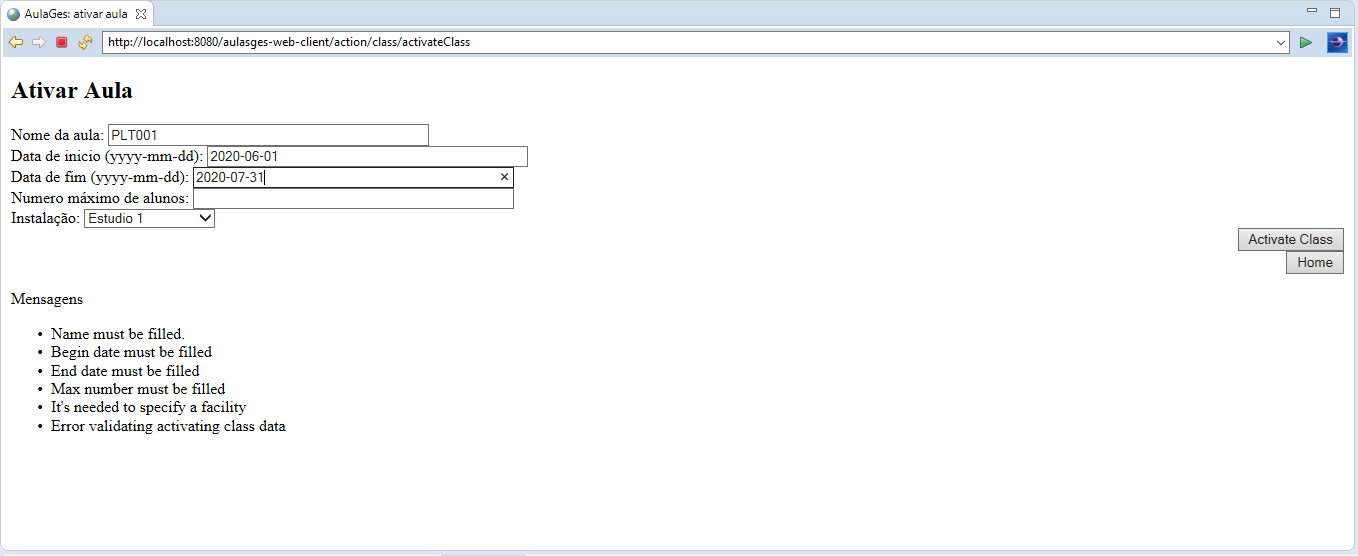 AulaGes: ativar aula
http://localhost:8080/aulasges-web-client/action/class/activateClass
Ativar Aula
Nome da aula: PLT001
Data de inicio (yyyy-mm-dd): 2020-06-01
Data de fim (yyyy-mm-dd): 2020-07-31
Numero máximo de alunos:
Instalação: Estudio 1
Activate Class
Home
Mensagens
• Name must be filled.
• Begin date must be filled
• End date must be filled
• Max number must be filled
• It's needed to specify a facility
• Error validating activating class data